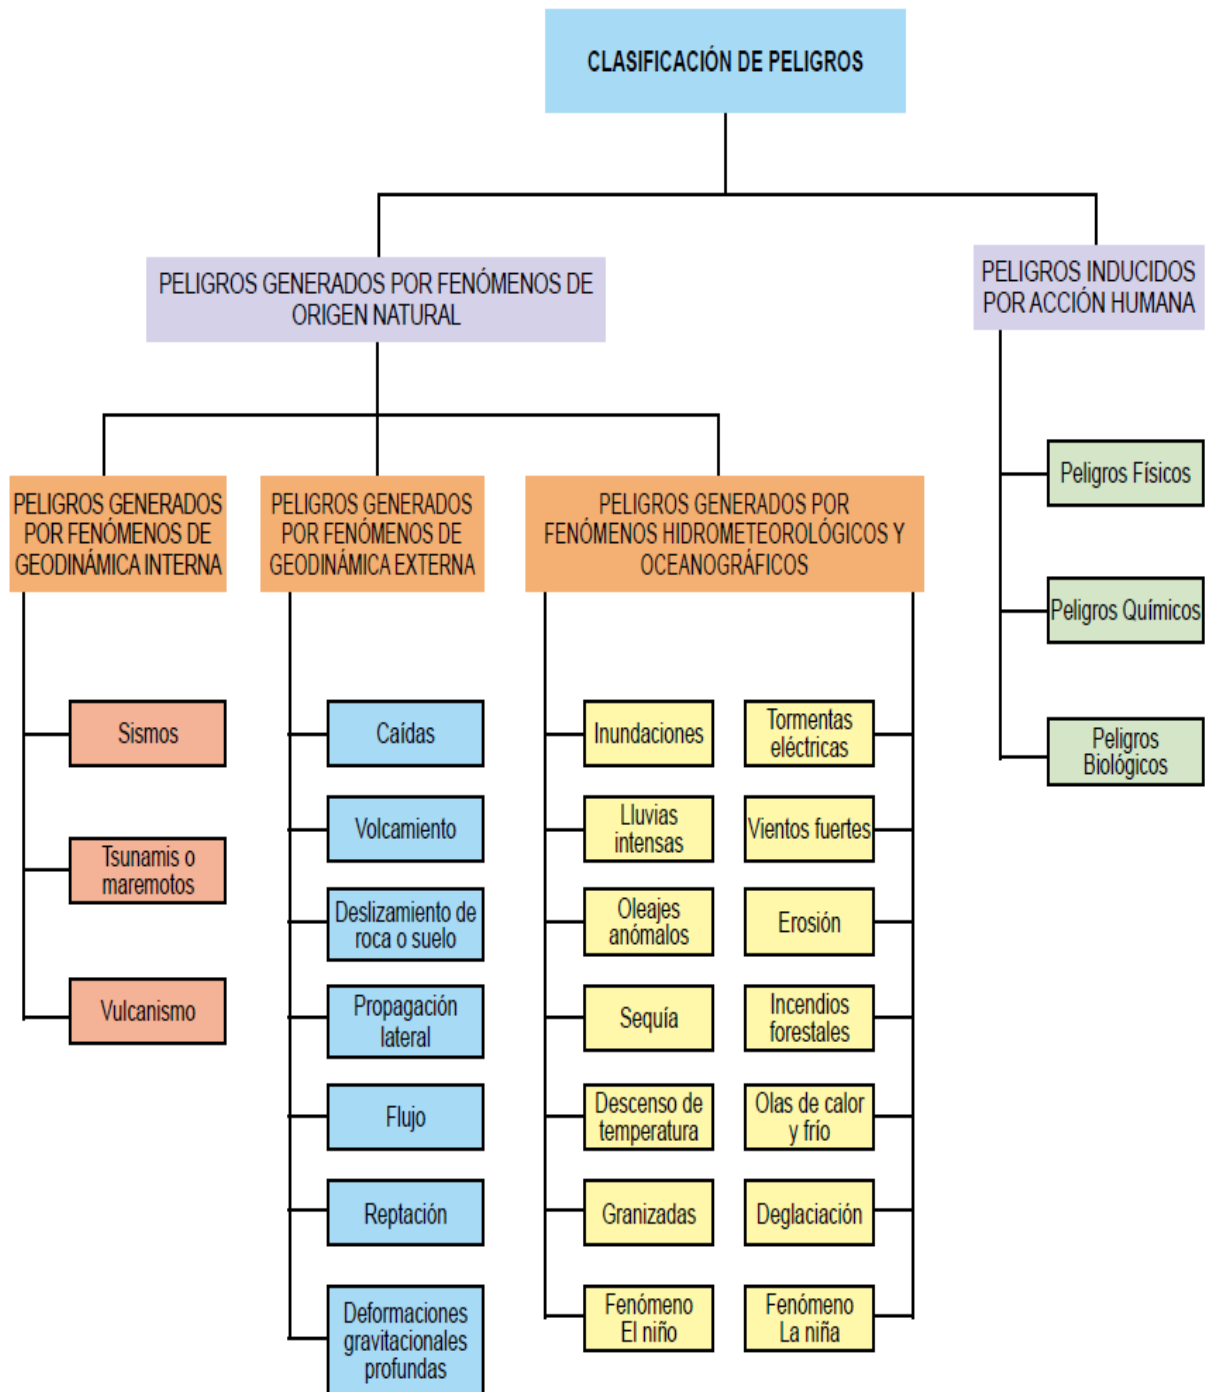 CLASIFICACIÓN DE PELIGROS
PELIGROS GENERADOS POR FENÓMENOS DE
ORIGEN NATURAL
PELIGROS INDUCIDOS
POR ACCIÓN HUMANA
PELIGROS GENERADOS
POR FENÓMENOS DE
GEODINÁMICA INTERNA
PELIGROS GENERADOS
POR FENÓMENOS DE
GEODINÁMICA EXTERNA
PELIGROS GENERADOS POR
FENÓMENOS HIDROMETEOROLÓGICOS Y
OCEANOGRÁFICOS
Sismos
Tsunamis o
maremotos
Vulcanismo
Caídas
Volcamiento
Deslizamiento de
roca o suelo
Propagación
lateral
Flujo
Reptación
Deformaciones
gravitacionales
profundas
Inundaciones
Lluvias
intensas
Oleajes
anómalos
Sequía
Descenso de
temperatura
Granizadas
Fenómeno
El niño
Tormentas
eléctricas
Vientos fuertes
Erosión
Incendios
forestales
Olas de calor
y frío
Deglaciación
Fenómeno
La niña
Peligros Físicos
Peligros Químicos
Peligros
Biológicos